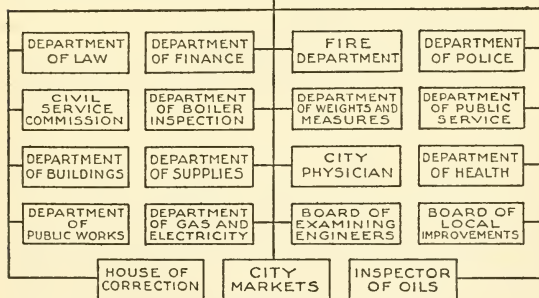 DEPARTMENT
OF LAW
DEPARTMENT
OF FINANCE
FIRE
DEPARTMENT
DEPARTMENT
OF POLICE
CIVIL
SERVICE
COMMISSION
DEPARTMENT
OF BOILER
INSPECTION
DEPARTMENT
OF WEIGHTS AND
MEASURES
DEPARTMENT
OF PUBLIC
SERVICE
DEPARTMENT
OF BUILDINGS
DEPARTMENT
OF SUPPLIES
CITY
PHYSICIAN
DEPARTMENT
OF HEALTH
DEPARTMENT
OF
PUBLIC WORKS
DEPARTMENT
OF GAS AND
ELECTRICITY
BOARD OF
EXAMINING
ENGINEERS
BOARD OF
LOCAL
IMPROVEMENTS
HOUSE OF
CORRECTION
CITY
MARKETS
INSPECTOR
OF OILS